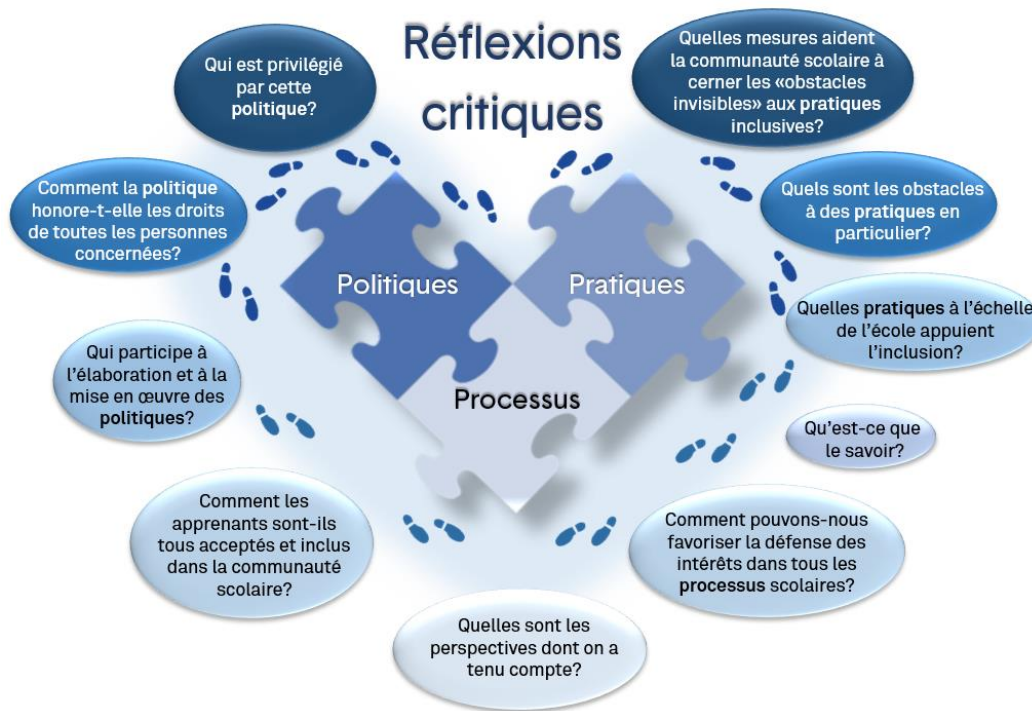 Réflexions
critiques
Qui est privilégié
par cette
politique?
Quelles mesures aident
la communauté scolaire à
cerner les «obstacles
invisibles» aux pratiques
inclusives?
Comment la politique
honore-t-elle les droits
de toutes les personnes
concernées?
Quels sont les obstacles
à des pratiques en
particulier?
Politiques
Pratiques
Processus
Quelles pratiques à l'échelle
de l'école appuient
l'inclusion?
Qui participe à
l'élaboration et à la
mise en œuvre des
politiques?
Qu'est-ce que
le savoir?
Comment les
apprenants sont-ils
tous acceptés et inclus
dans la communauté
scolaire?
Comment pouvons-nous
favoriser la défense des
intérêts dans tous les
processus scolaires?
Quelles sont les
perspectives dont on a
tenu compte?